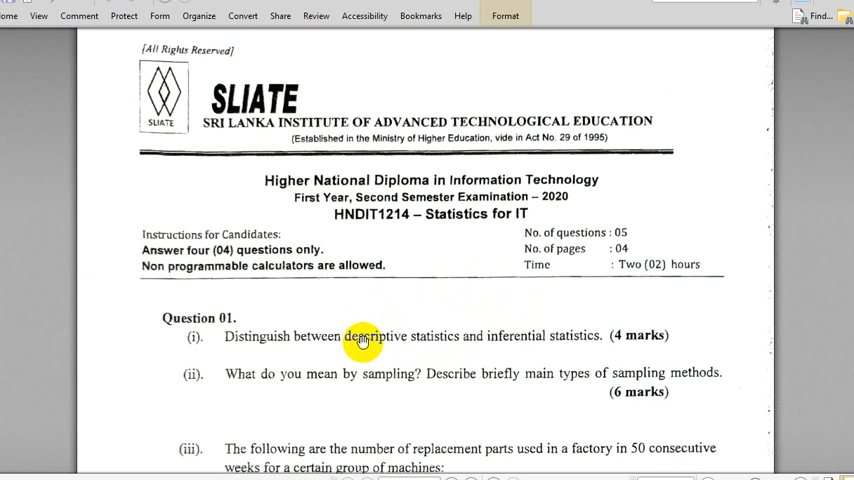 ome View Comment Protect Form Organize Convert Share Review Accessibility Bookmarks Help Format Find...
[All Rights Reserved]
SLIATE
SLIATE
SRI LANKA INSTITUTE OF ADVANCED TECHNOLOGICAL EDUCATION
(Established in the Ministry of Higher Education, vide in Act No. 29 of 1995)
Higher National Diploma in Information Technology
First Year, Second Semester Examination – 2020
HNDIT1214 – Statistics for IT
Instructions for Candidates:
Answer four (04) questions only.
Non programmable calculators are allowed.
No. of questions : 05
No. of pages : 04
Time : Two (02) hours
Question 01.
(i). Distinguish between descriptive statistics and inferential statistics. (4 marks)
(ii). What do you mean by sampling? Describe briefly main types of sampling methods.
(6 marks)
(iii). The following are the number of replacement parts used in a factory in 50 consecutive
weeks for a certain group of machines: